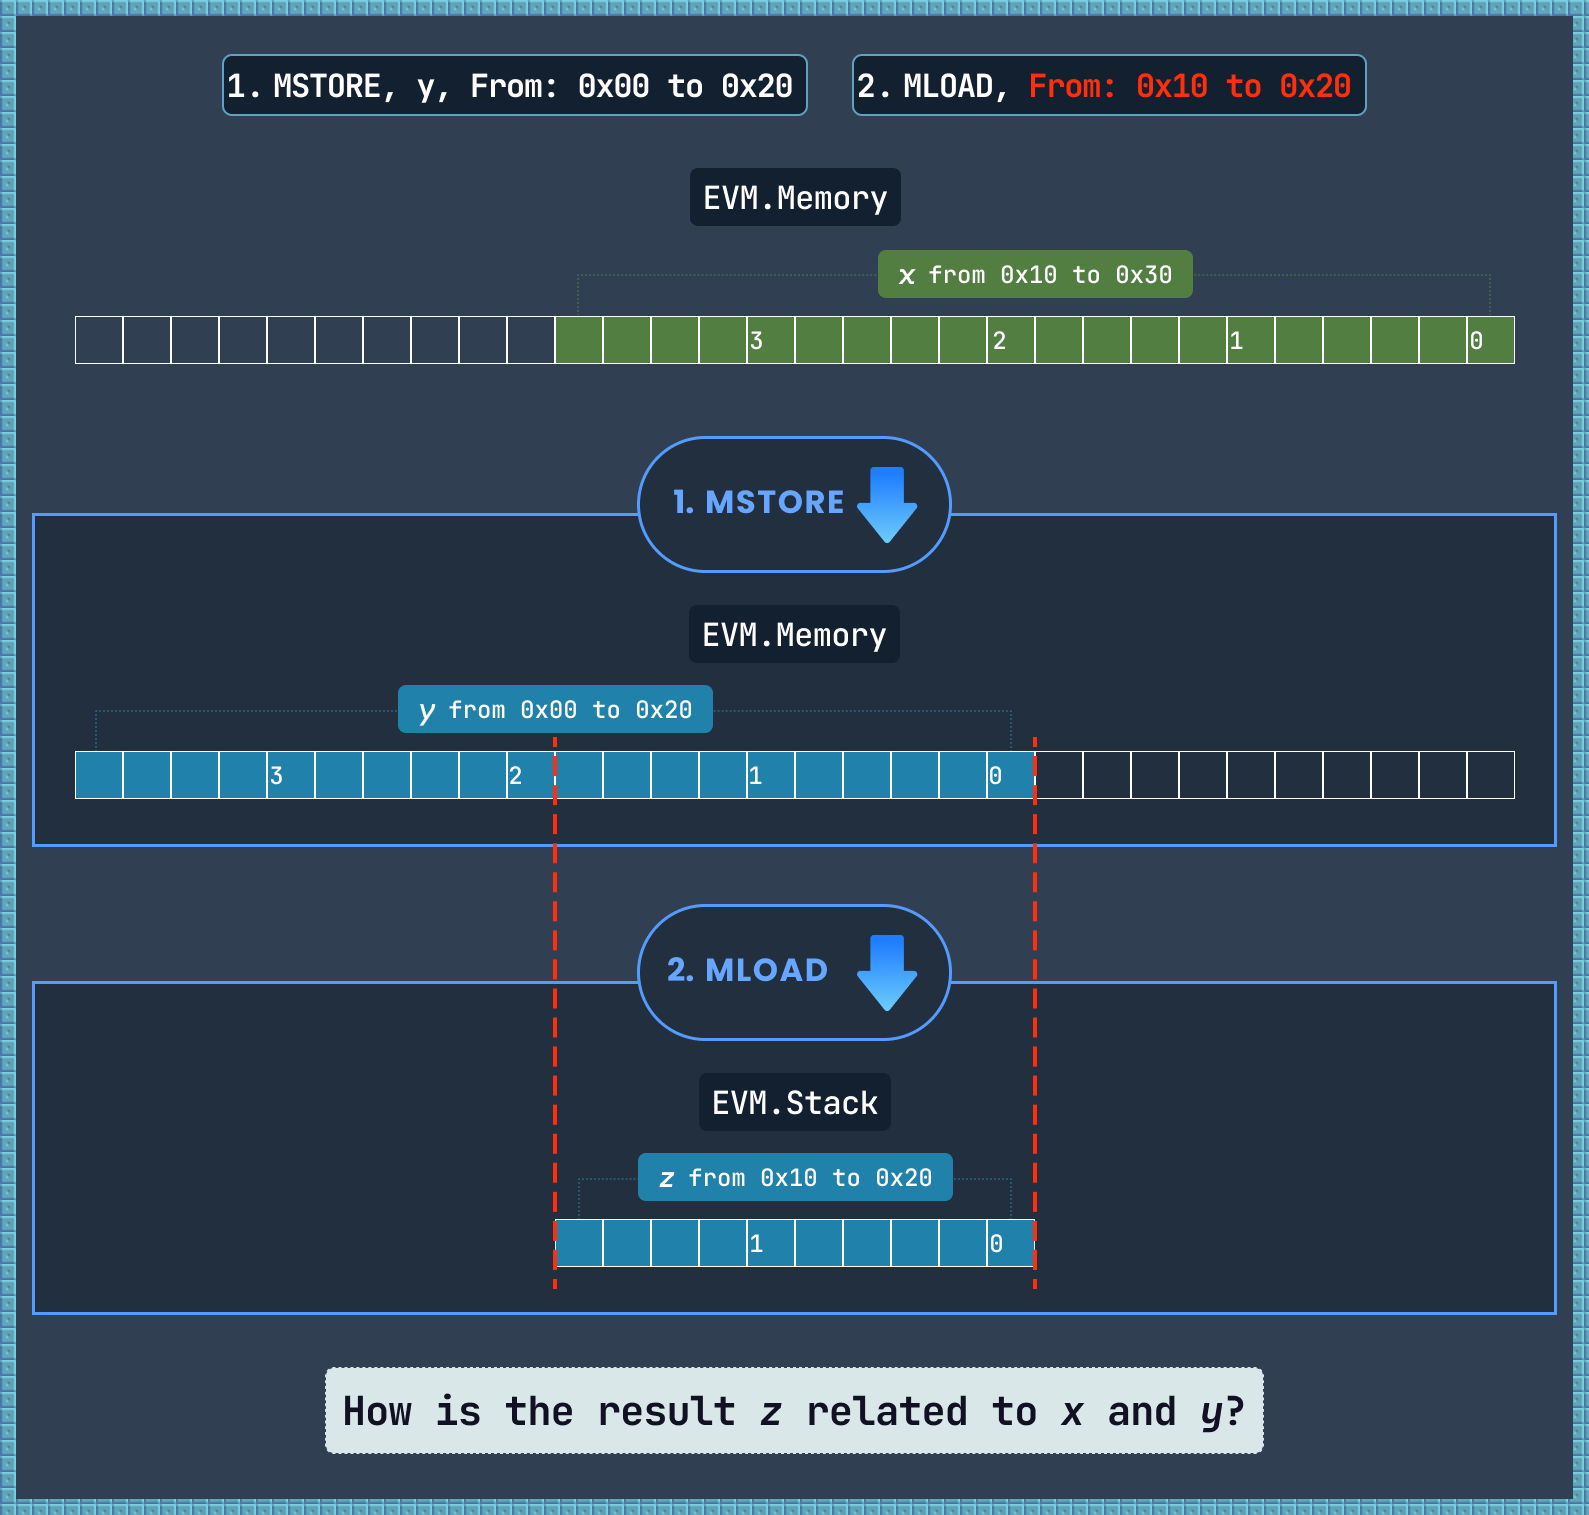 1. MSTORE, y, From: 0x00 to 0x20
2. MLOAD, From: 0x10 to 0x20
EVM.Memory
x from 0x10 to 0x30
3 2 1 0
1. MSTORE
EVM.Memory
y from 0x00 to 0x20
3 2 1 0
2. MLOAD
EVM.Stack
z from 0x10 to 0x20
1 0
How is the result z related to x and y?